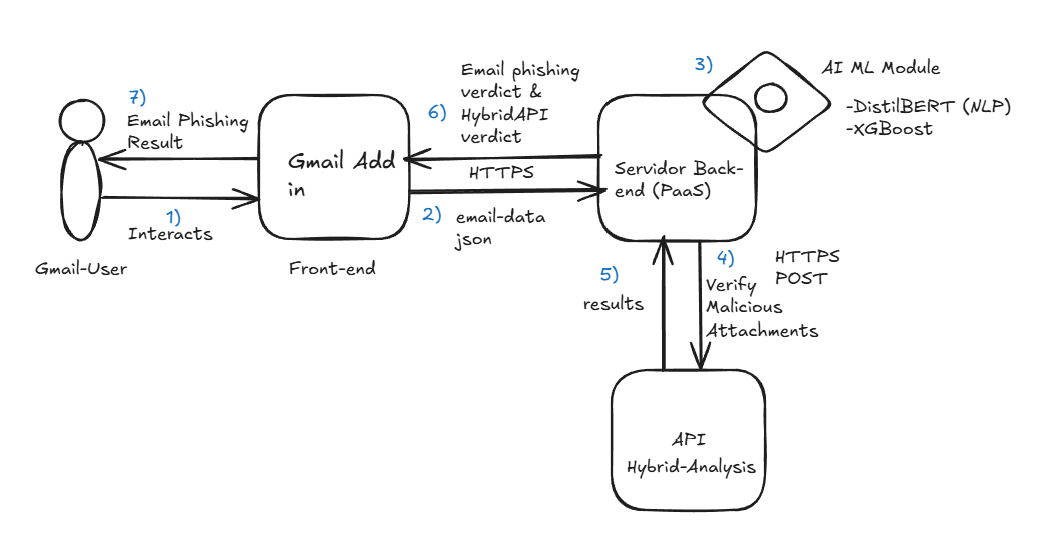 7)
Email Phishing
Result
1)
Interacts
Gmail-User
Gmail Add
in
Front-end
Email phishing
verdict &
6) HybridAPI
verdict
HTTPS
2) email-data
json
3)
AI ML Module
-DistilBERT (NLP)
-XGBoost
Servidor Back-
end (PaaS)
4) HTTPS
POST
Verify
Malicious
Attachments
5)
results
API
Hybrid-Analysis